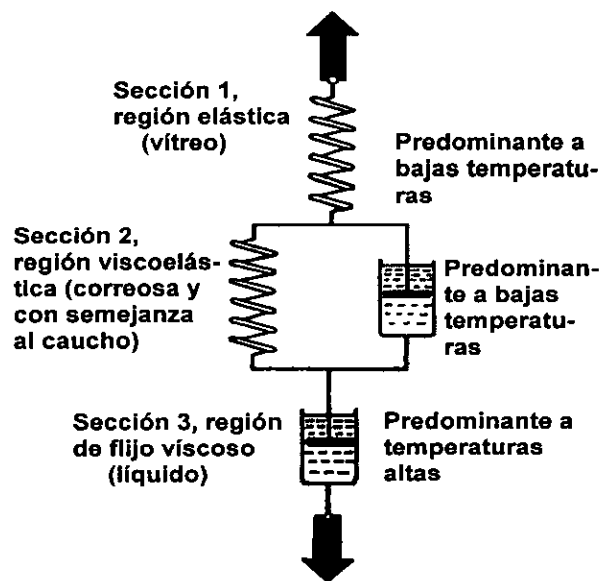 Sección 1,
región elástica
(vítreo)
Predominante a
bajas temperatu-
ras
Sección 2,
región viscoelás-
tica (correosa y
con semejanza
al caucho)
Predominan-
te a bajas
temperatu-
ras
Sección 3, región
de flijo víscoso
(líquido)
Predominante a
temperaturas
altas